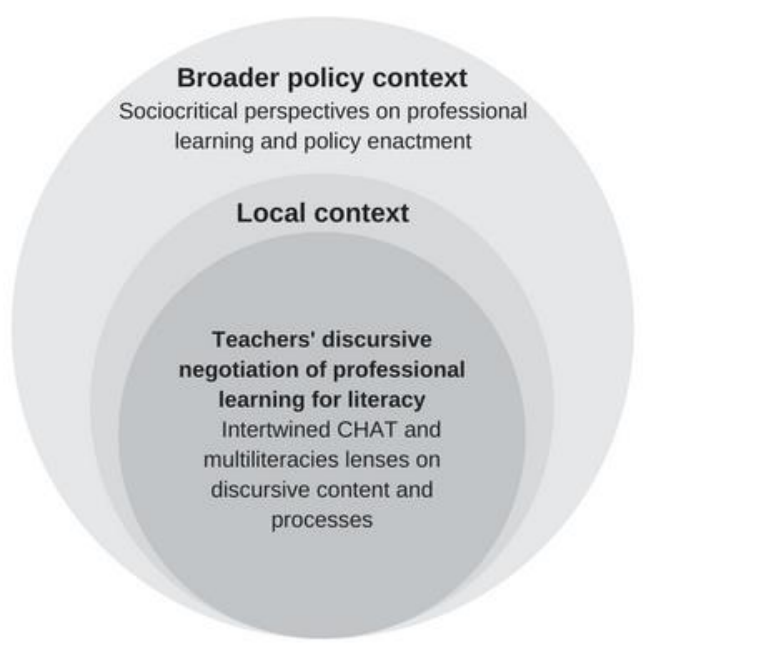 Broader policy context
Sociocritical perspectives on professional
learning and policy enactment
Local context
Teachers' discursive
negotiation of professional
learning for literacy
Intertwined CHAT and
multiliteracies lenses on
discursive content and
processes